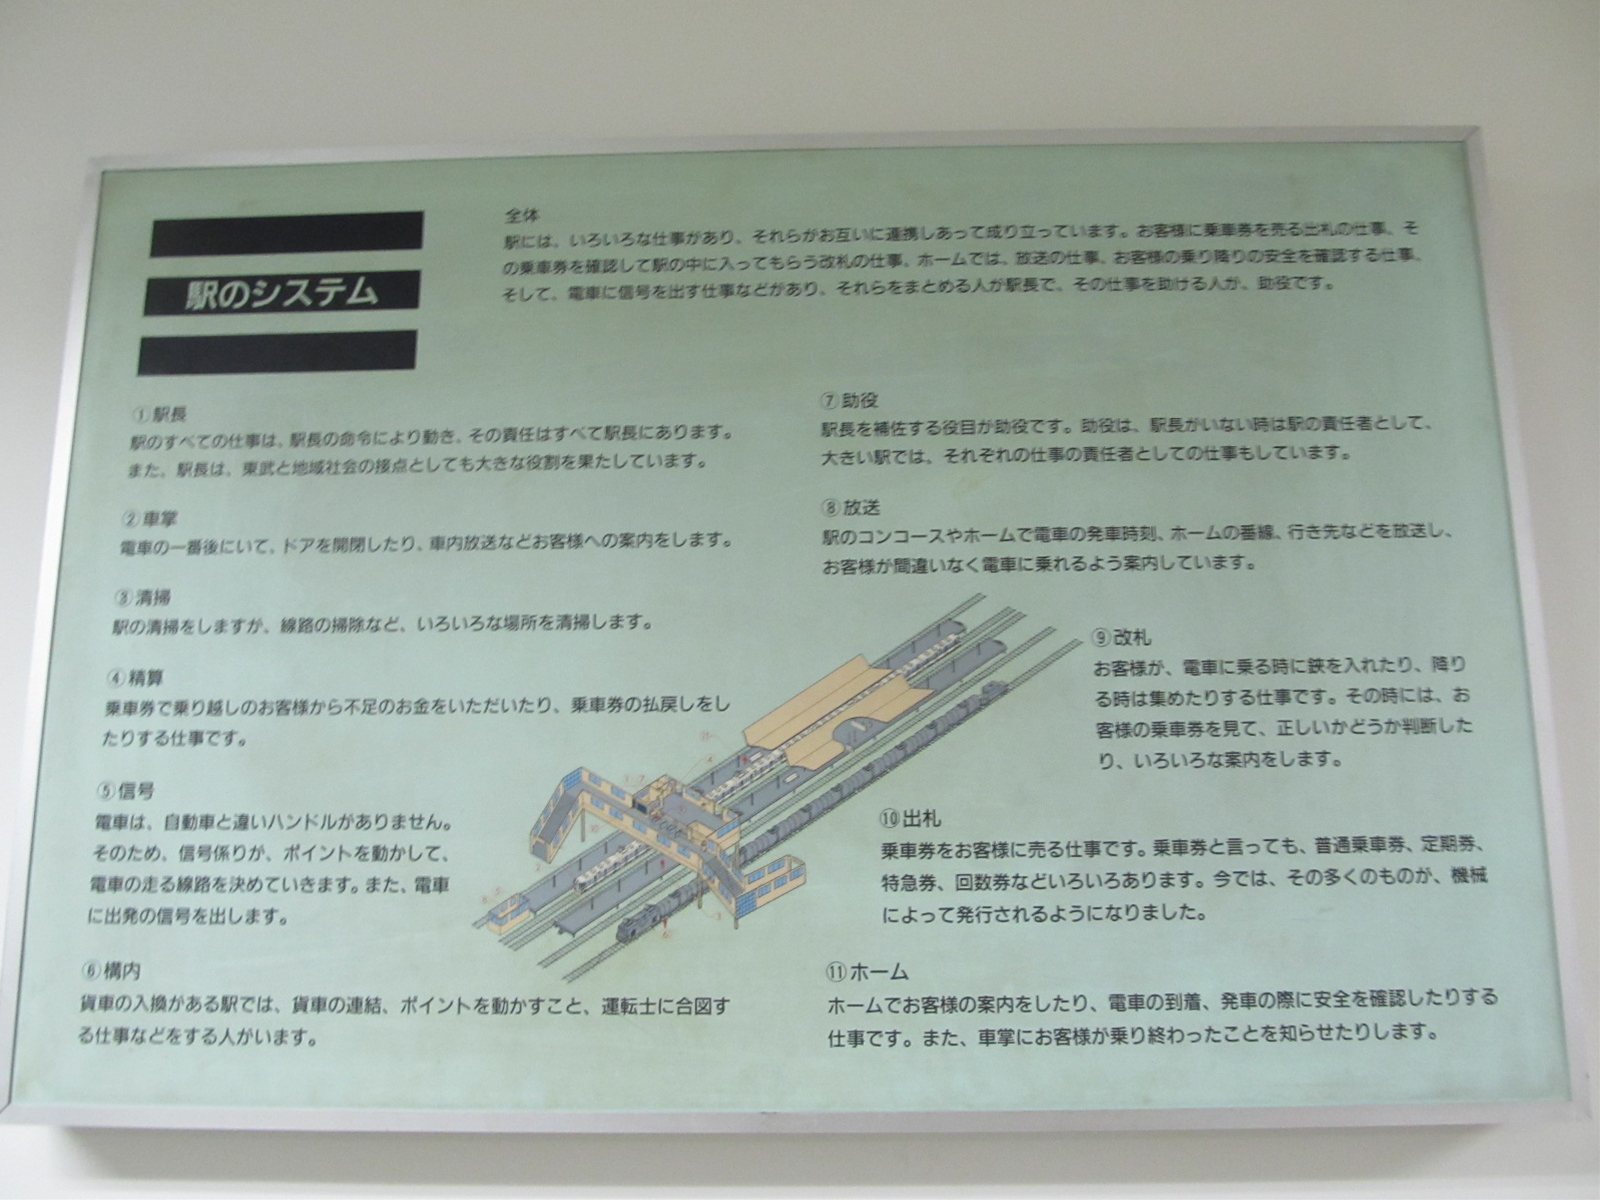 駅のシステム
全体
駅には、いろいろな仕事があり、それらがお互いに連携しあって成り立っています。お客様に乗車券を売る出札の仕事、そ
の乗車券を確認して駅の中に入ってもらう改札の仕事、ホームでは、放送の仕事、お客様の乗り降りの安全を確認する仕事、
そして、電車に信号を出す仕事などがあり、それらをまとめる人が駅長で、その仕事を助ける人が、助役です。
①駅長
駅のすべての仕事は、駅長の命令により動き、その責任はすべて駅長にあります。
また、駅長は、東武と地域社会の接点としても大きな役割を果たしています。
②車掌
電車の一番後にいて、ドアを開閉したり、車内放送などお客様への案内をします。
③清掃
駅の清掃をしますが、線路の掃除など、いろいろな場所を清掃します。
④精算
乗車券で乗り越しのお客様から不足のお金をいただいたり、乗車券の払戻しをし
たりする仕事です。
⑤信号
電車は、自動車と違いハンドルがありません。
そのため、信号係りが、ポイントを動かして、
電車の走る線路を決めていきます。また、電車
に出発の信号を出します。
⑥構内
貨車の入換がある駅では、貨車の連結、ポイントを動かすこと、運転士に合図す
る仕事などをする人がいます。
⑦助役
駅長を補佐する役目が助役です。助役は、駅長がいない時は駅の責任者として、
大きい駅では、それぞれの仕事の責任者としての仕事もしています。
⑧放送
駅のコンコースやホームで電車の発車時刻、ホームの番線、行き先などを放送し、
お客様が間違いなく電車に乗れるよう案内しています。
⑨改札
お客様が、電車に乗る時に鋏を入れたり、降り
る時は集めたりする仕事です。その時には、お
客様の乗車券を見て、正しいかどうか判断した
り、いろいろな案内をします。
⑩出札
乗車券をお客様に売る仕事です。乗車券と言っても、普通乗車券、定期券、
特急券、回数券などいろいろあります。今では、その多くのものが、機械
によって発行されるようになりました。
⑪ホーム
ホームでお客様の案内をしたり、電車の到着、発車の際に安全を確認したりする
仕事です。また、車掌にお客様が乗り終わったことを知らせたりします。